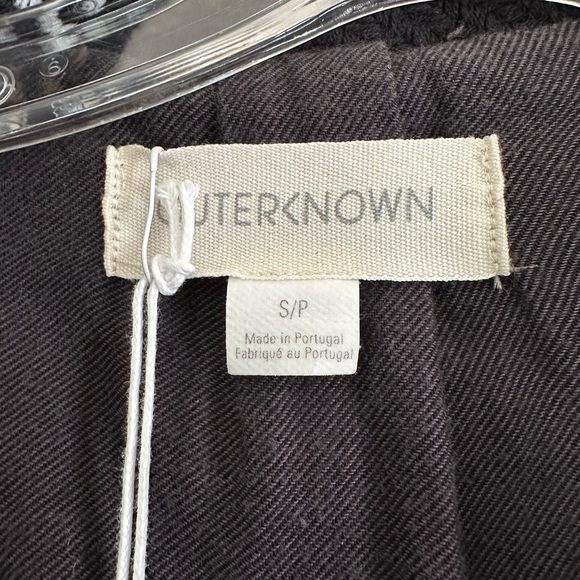 OUTERKNOWN
S/P
Made in Portugal
Fabriqué au Portugal